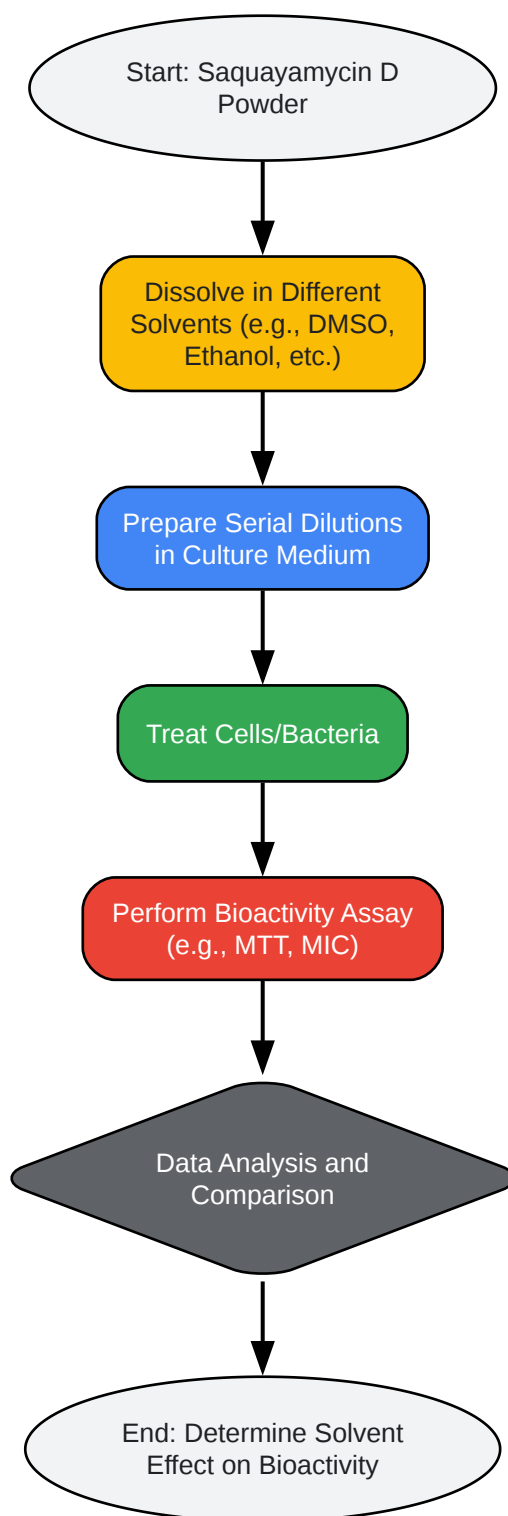 Start: Saquayamycin D
Powder
Dissolve in Different
Solvents (e.g., DMSO,
Ethanol, etc.)
Prepare Serial Dilutions
in Culture Medium
Treat Cells/Bacteria
Perform Bioactivity Assay
(e.g., MTT, MIC)
Data Analysis and
Comparison
End: Determine Solvent
Effect on Bioactivity